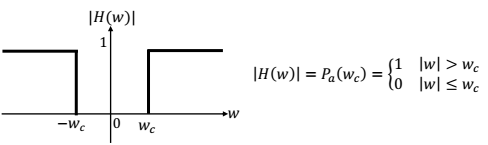 |H(w)|
1
|H(w)| = P_a(w_c) = {1 |w| > w_c
0 |w| ≤ w_c
w
−w_c 0 w_c